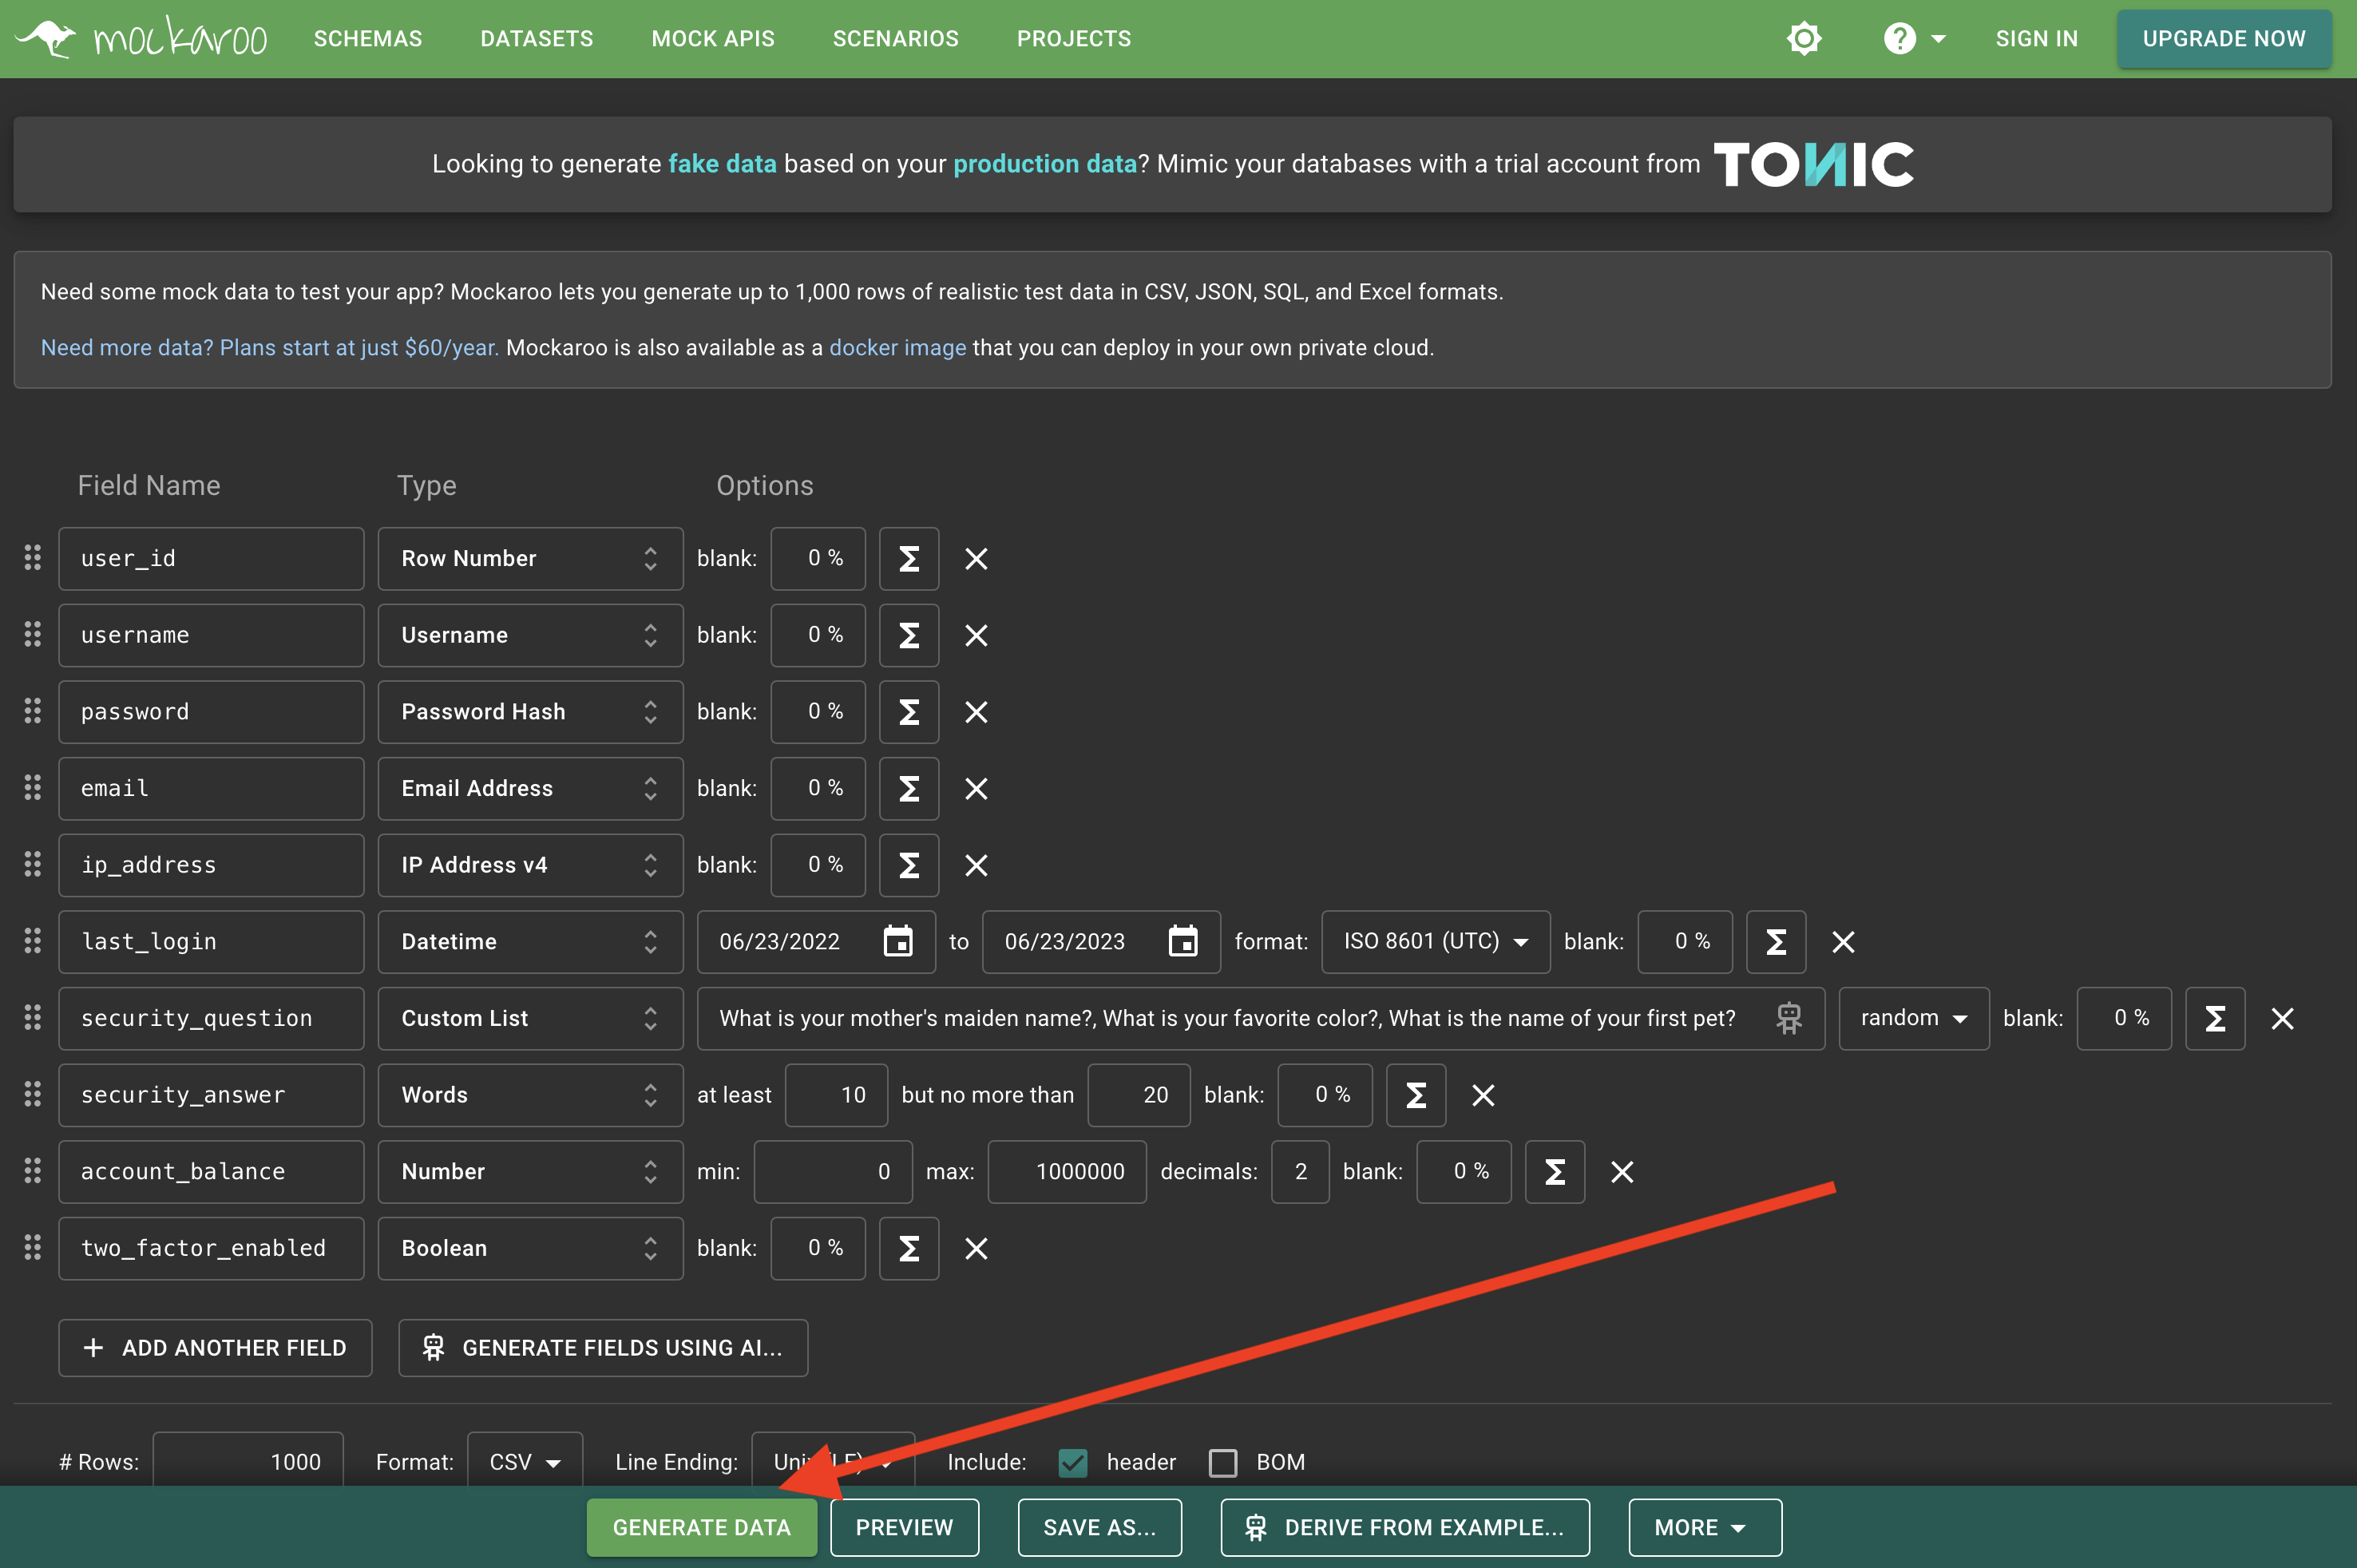 mockaroo SCHEMAS DATASETS MOCK APIS SCENARIOS PROJECTS ? SIGN IN UPGRADE NOW
Looking to generate fake data based on your production data? Mimic your databases with a trial account from TONIC
Need some mock data to test your app? Mockaroo lets you generate up to 1,000 rows of realistic test data in CSV, JSON, SQL, and Excel formats.
Need more data? Plans start at just $60/year. Mockaroo is also available as a docker image that you can deploy in your own private cloud.
Field Name Type Options
user_id Row Number blank: 0 % Σ
username Username blank: 0 % Σ
password Password Hash blank: 0 % Σ
email Email Address blank: 0 % Σ
ip_address IP Address v4 blank: 0 % Σ
last_login Datetime 06/23/2022 to 06/23/2023 format: ISO 8601 (UTC) blank: 0 % Σ
security_question Custom List What is your mother's maiden name?, What is your favorite color?, What is the name of your first pet? random blank: 0 % Σ
security_answer Words at least 10 but no more than 20 blank: 0 % Σ
account_balance Number min: 0 max: 1000000 decimals: 2 blank: 0 % Σ
two_factor_enabled Boolean blank: 0 % Σ
+ ADD ANOTHER FIELD GENERATE FIELDS USING AI...
# Rows: 1000 Format: CSV Line Ending: Include: header BOM
GENERATE DATA PREVIEW SAVE AS... DERIVE FROM EXAMPLE... MORE